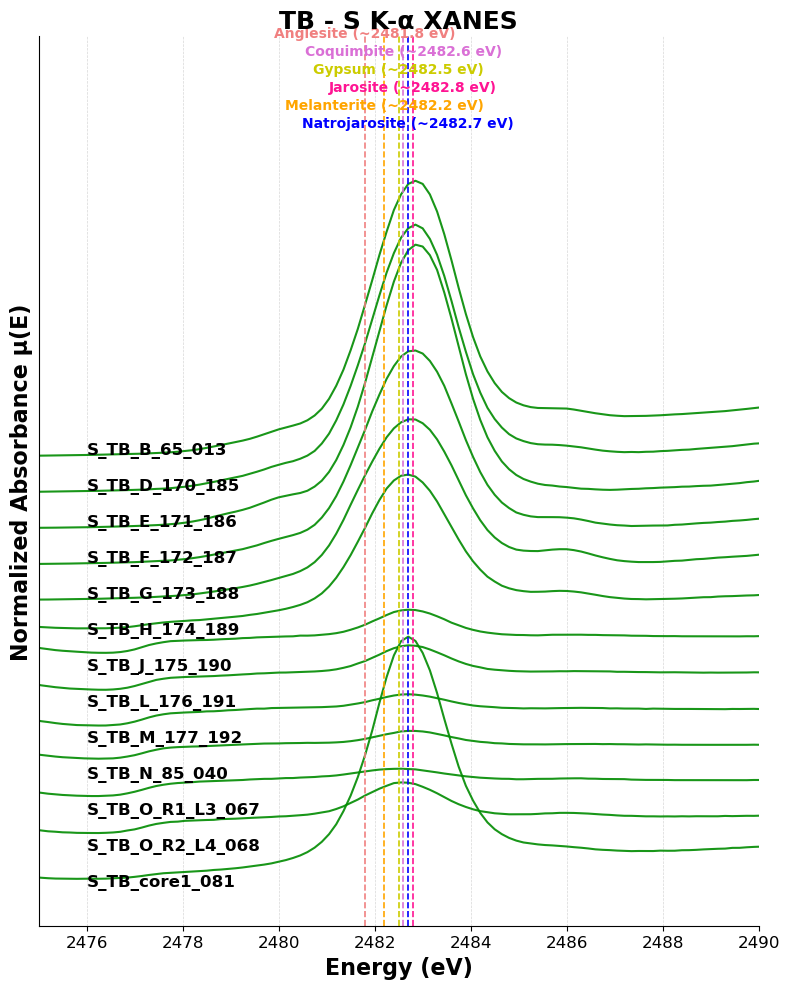 TB - S K-α XANES
Anglesite (~2481.8 eV)
Coquimbite (~2482.6 eV)
Gypsum (~2482.5 eV)
Jarosite (~2482.8 eV)
Melanterite (~2482.2 eV)
Natrojarosite (~2482.7 eV)
Normalized Absorbance μ(E)
S_TB_B_65_013
S_TB_D_170_185
S_TB_E_171_186
S_TB_F_172_187
S_TB_G_173_188
S_TB_H_174_189
S_TB_J_175_190
S_TB_L_176_191
S_TB_M_177_192
S_TB_N_85_040
S_TB_O_R1_L3_067
S_TB_O_R2_L4_068
S_TB_core1_081
2476 2478 2480 2482 2484 2486 2488 2490
Energy (eV)